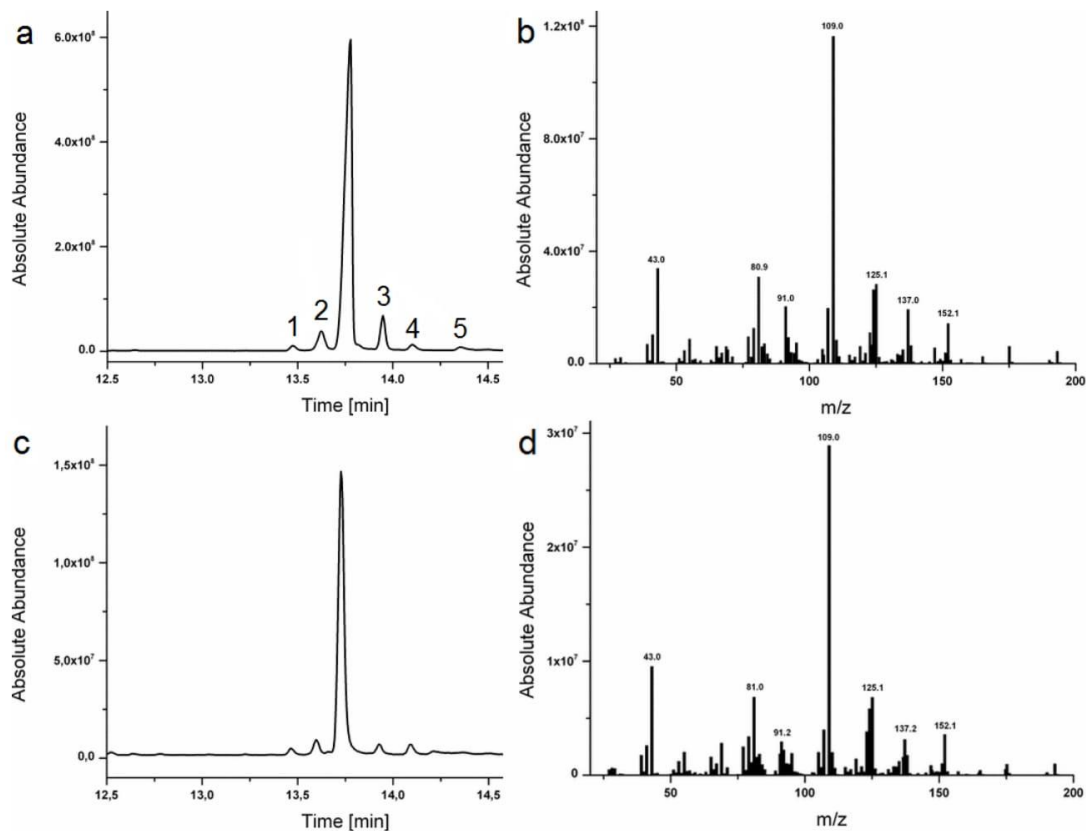 a
Absolute Abundance
6.0x10⁸
4.0x10⁸
2.0x10⁸
0.0
1 2 3 4 5
12.5 13.0 13.5 14.0 14.5
Time [min]
b
Absolute Abundance
1.2x10⁸
8.0x10⁷
4.0x10⁷
0.0
109.0
43.0
80.9
125.1
91.0
137.0
152.1
50 100 150 200
m/z
c
Absolute Abundance
1,5x10⁸
1,0x10⁸
5,0x10⁷
0,0
12,5 13,0 13,5 14,0 14,5
Time [min]
d
Absolute Abundance
3x10⁷
2x10⁷
1x10⁷
0
109.0
43.0
81.0
125.1
91.2
137.2
152.1
50 100 150 200
m/z